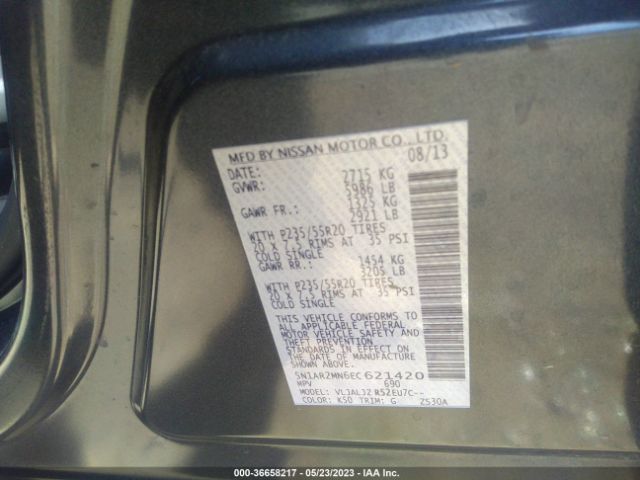 MFD BY NISSAN MOTOR CO., LTD.
DATE: 08/13
GVWR: 2715 KG
5986 LB
GAWR FR.: 1325 KG
2921 LB
WITH P235/55R20 TIRES
20 x 7.5 RIMS AT 35 PSI
COLD SINGLE
GAWR RR.: 1454 KG
3205 LB
WITH P235/55R20 TIRES
20 x 7.5 RIMS AT 35 PSI
COLD SINGLE
THIS VEHICLE CONFORMS TO
ALL APPLICABLE FEDERAL
MOTOR VEHICLE SAFETY AND
THEFT PREVENTION
STANDARDS IN EFFECT ON
THE DATE OF MANUFACTURE
SHOWN ABOVE.
5N1AR2MN6EC621420
MPV 690
MODEL: VLJALJZ R52EU7C--
COLOR: K50 TRIM: G Z530A
000-36658217 - 05/23/2023 - IAA Inc.